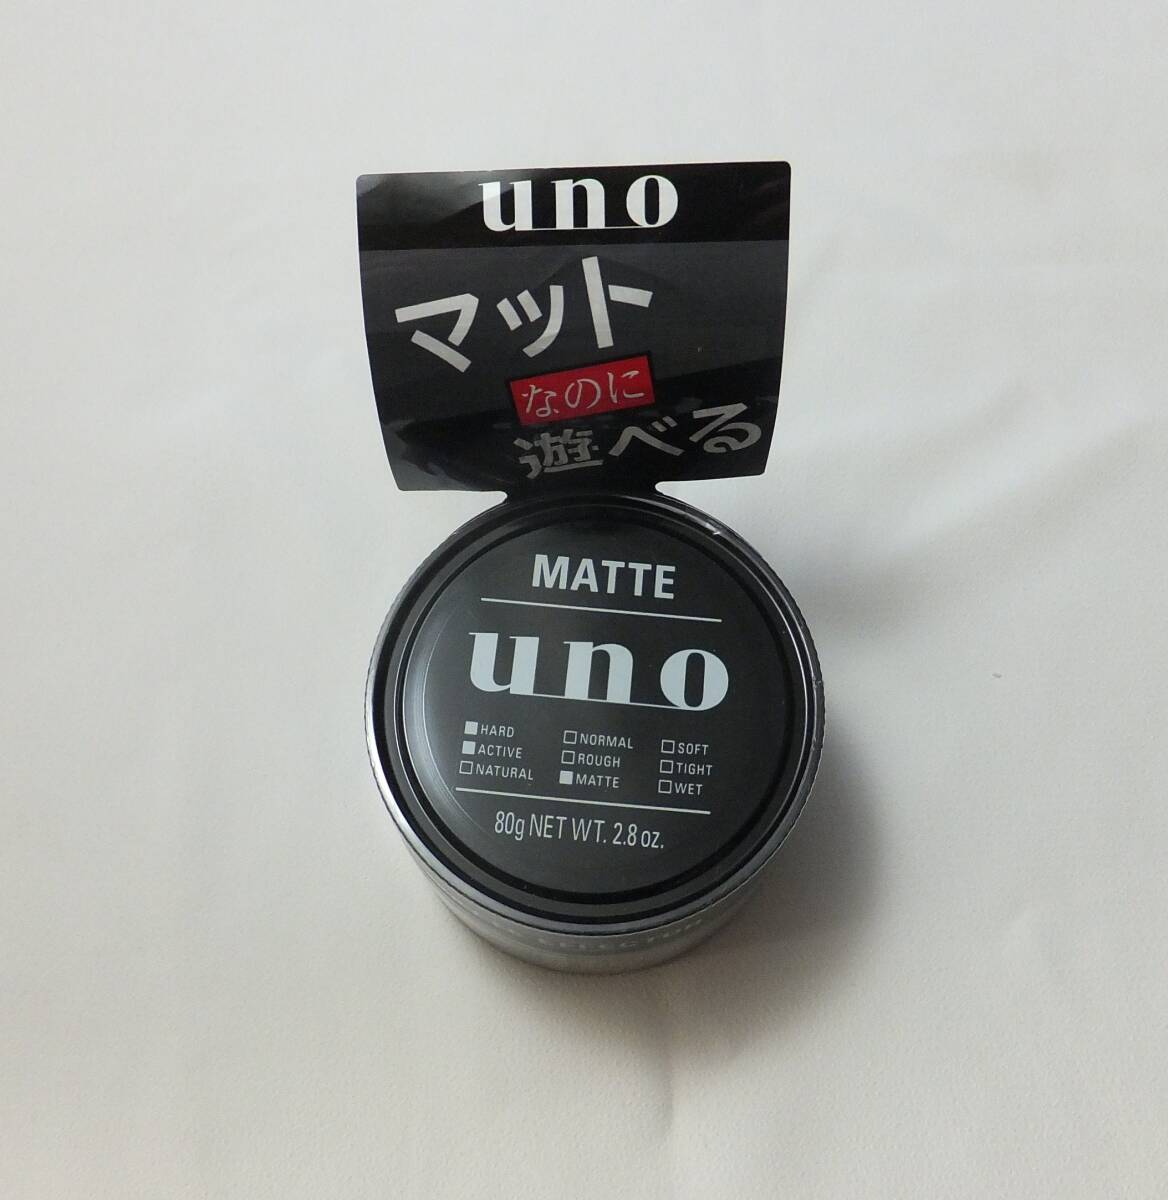 uno
マット
なのに
遊べる
MATTE
uno
■HARD □NORMAL □SOFT
■ACTIVE □ROUGH □TIGHT
□NATURAL ■MATTE □WET
80g NET WT. 2.8 oz.